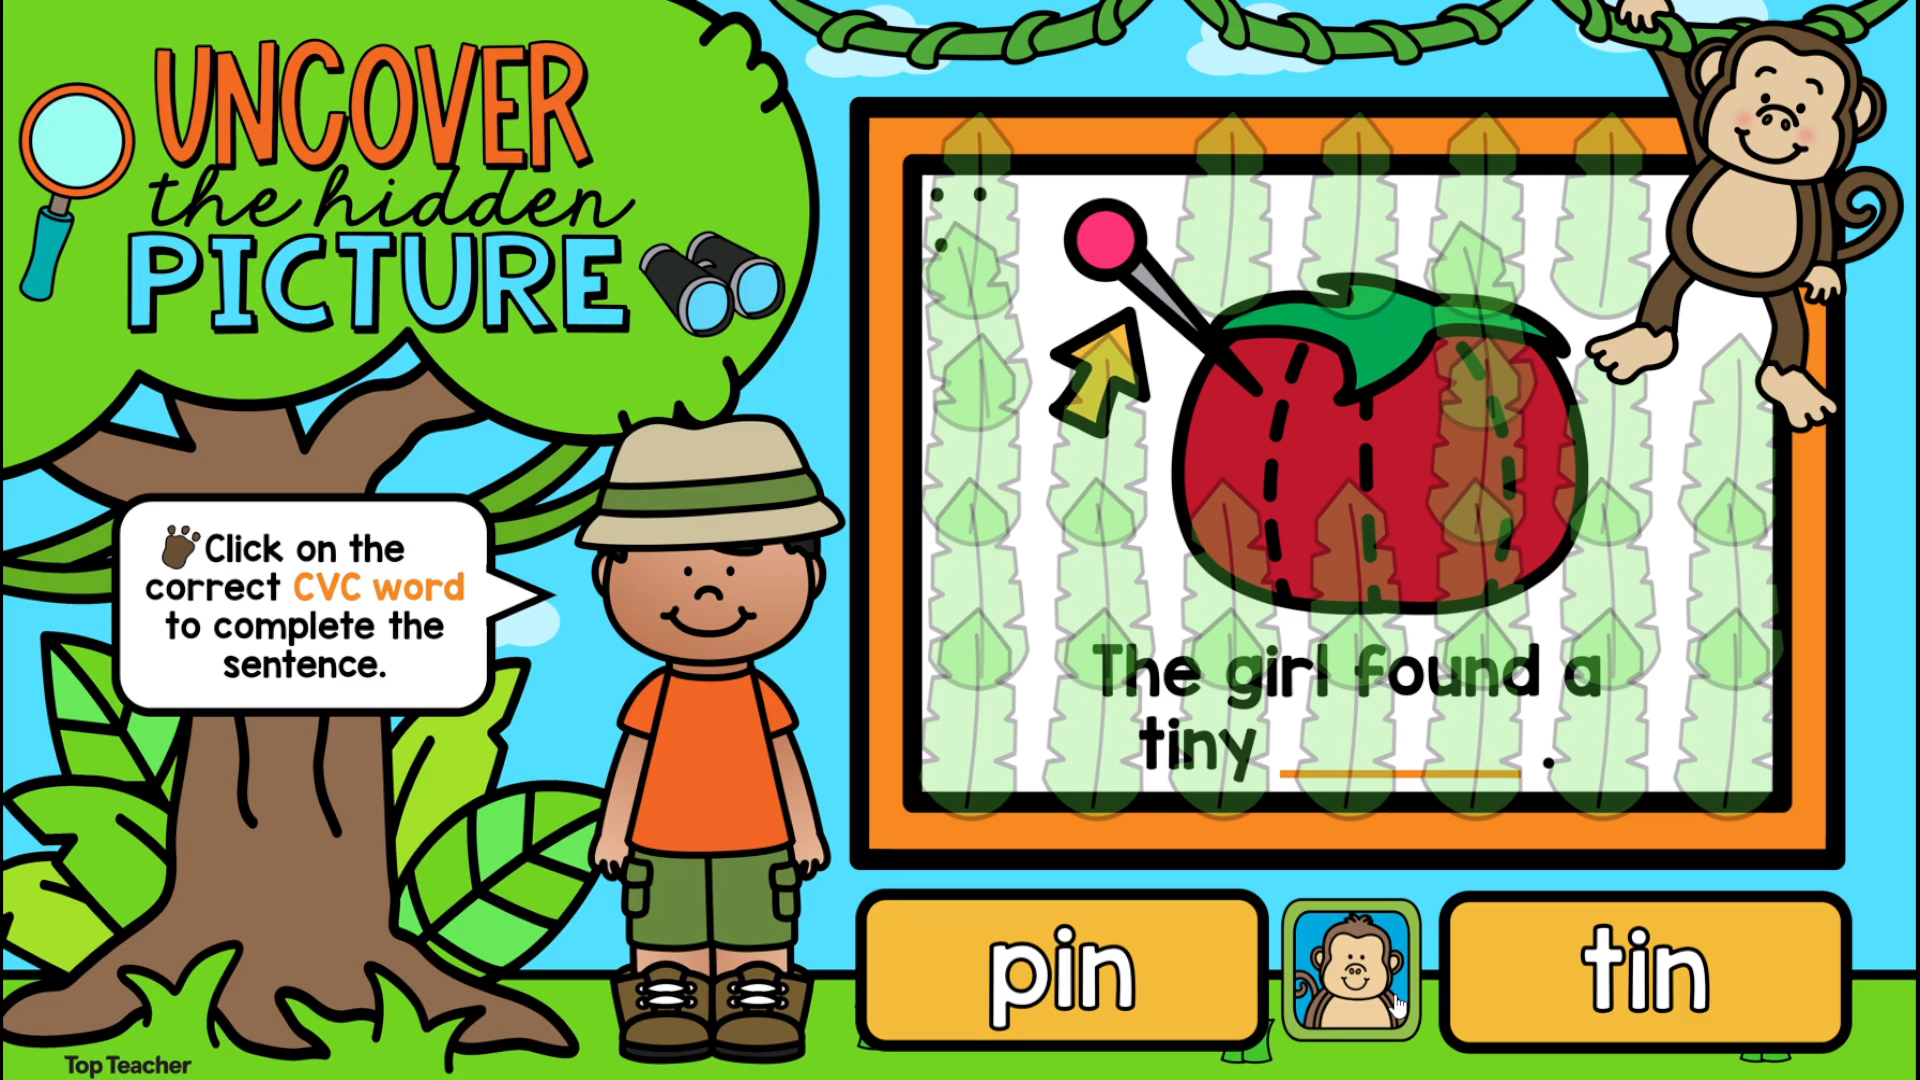 UNCOVER
the hidden
PICTURE
Click on the
correct CVC word
to complete the
sentence.
The girl found a
tiny ________ .
pin
tin
Top Teacher